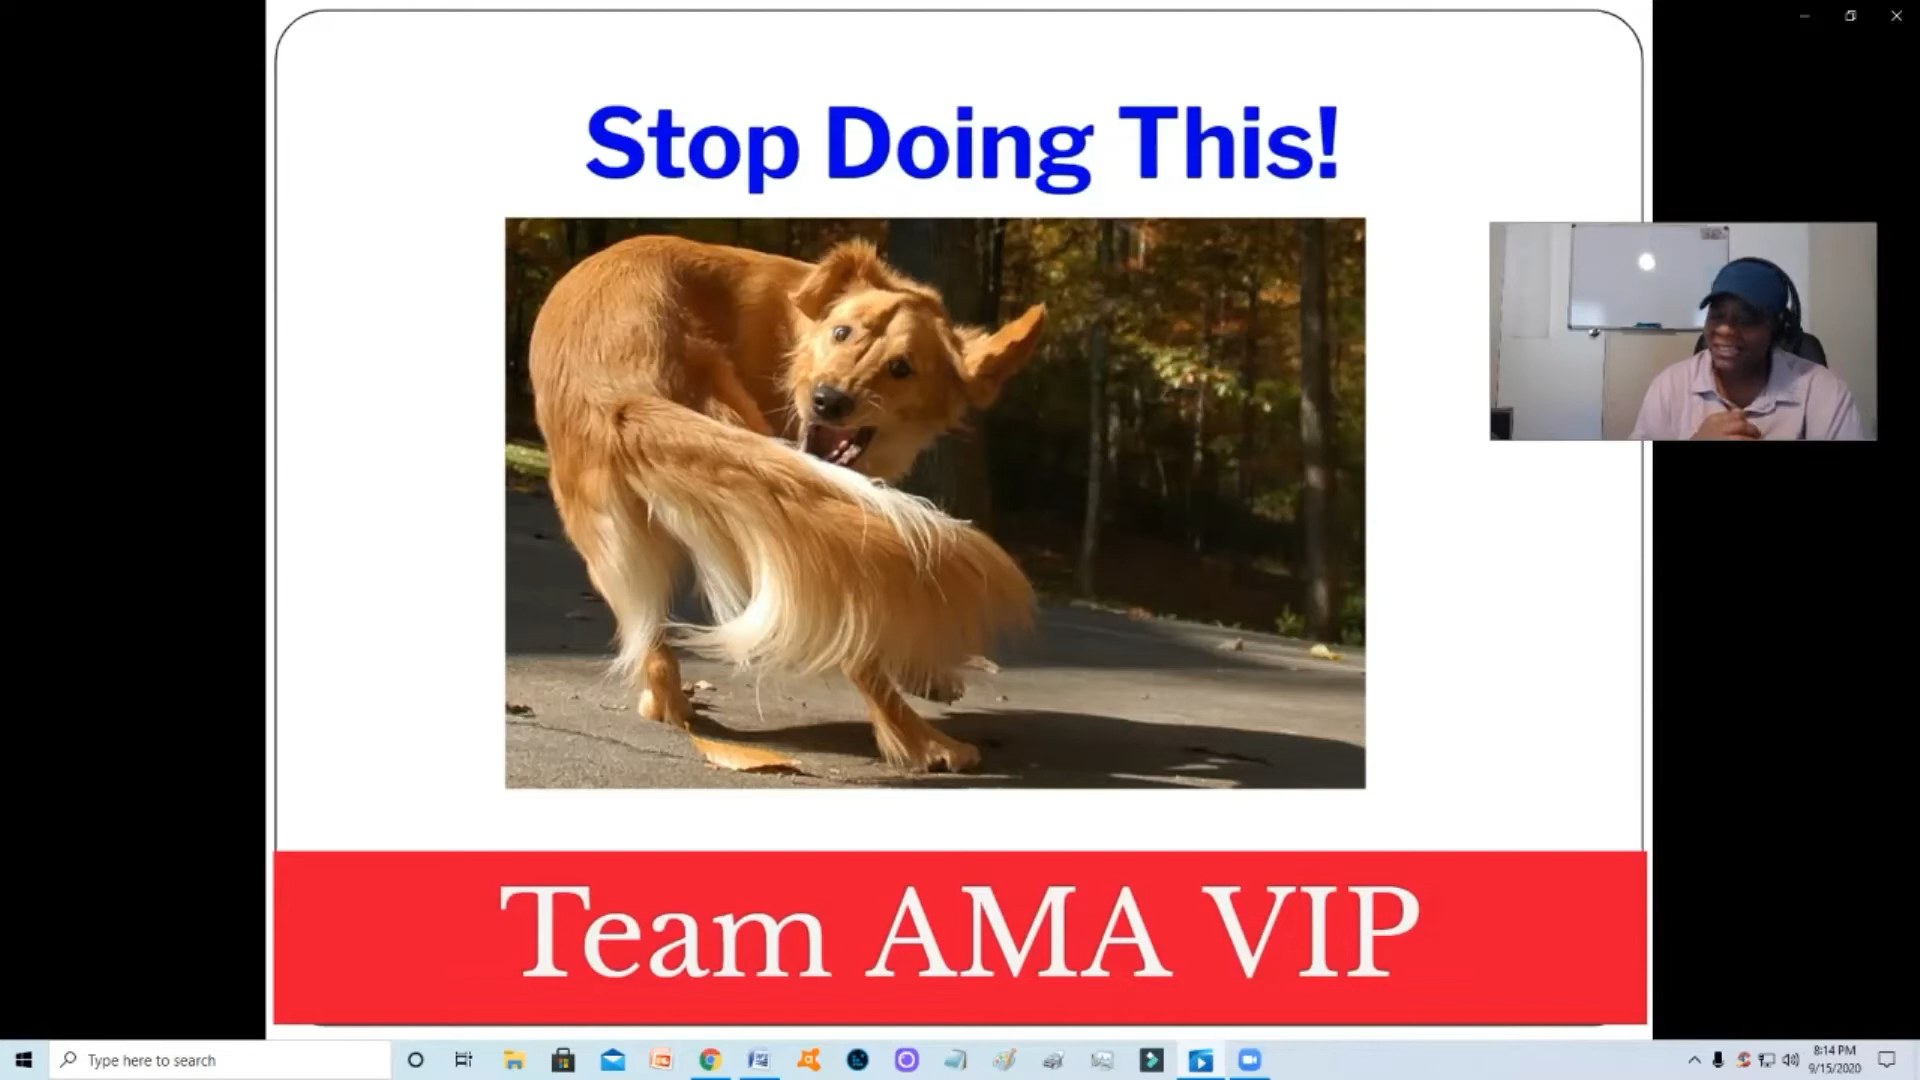 Stop Doing This!
Team AMA VIP
Type here to search
8:14 PM
9/15/2020